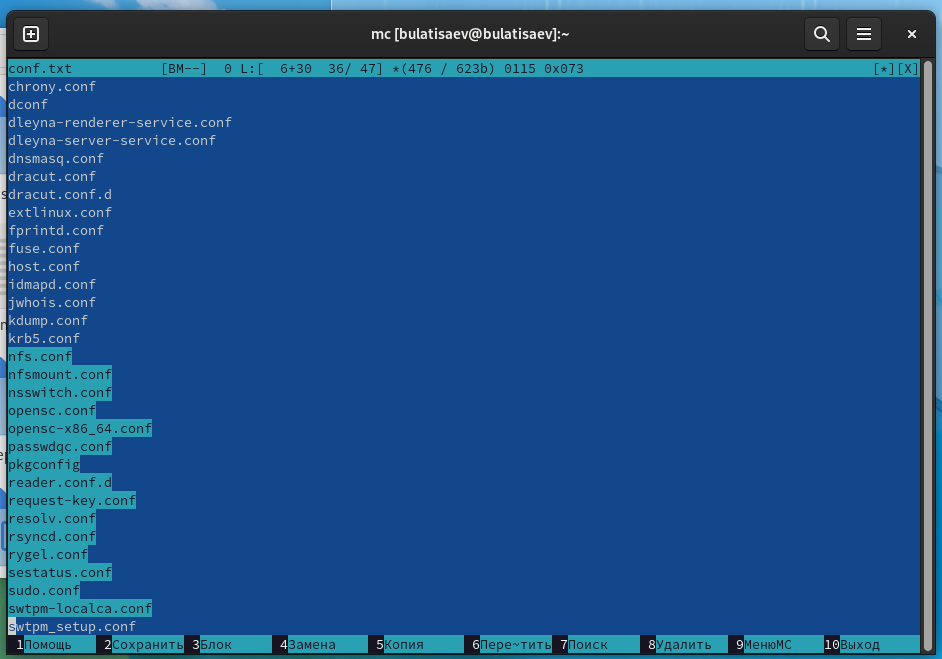 mc [bulatisaev@bulatisaev]:~
conf.txt [BM--] 0 L:[ 6+30 36/ 47] *(476 / 623b) 0115 0x073 [*][X]
chrony.conf
dconf
dleyna-renderer-service.conf
dleyna-server-service.conf
dnsmasq.conf
dracut.conf
dracut.conf.d
extlinux.conf
fprintd.conf
fuse.conf
host.conf
idmapd.conf
jwhois.conf
kdump.conf
krb5.conf
nfs.conf
nfsmount.conf
nsswitch.conf
opensc.conf
opensc-x86_64.conf
passwdqc.conf
pkgconfig
reader.conf.d
request-key.conf
resolv.conf
rsyncd.conf
rygel.conf
sestatus.conf
sudo.conf
swtpm-localca.conf
swtpm_setup.conf
1Помощь 2Сохранить 3Блок 4Замена 5Копия 6Пере~тить 7Поиск 8Удалить 9МенюMC 10Выход